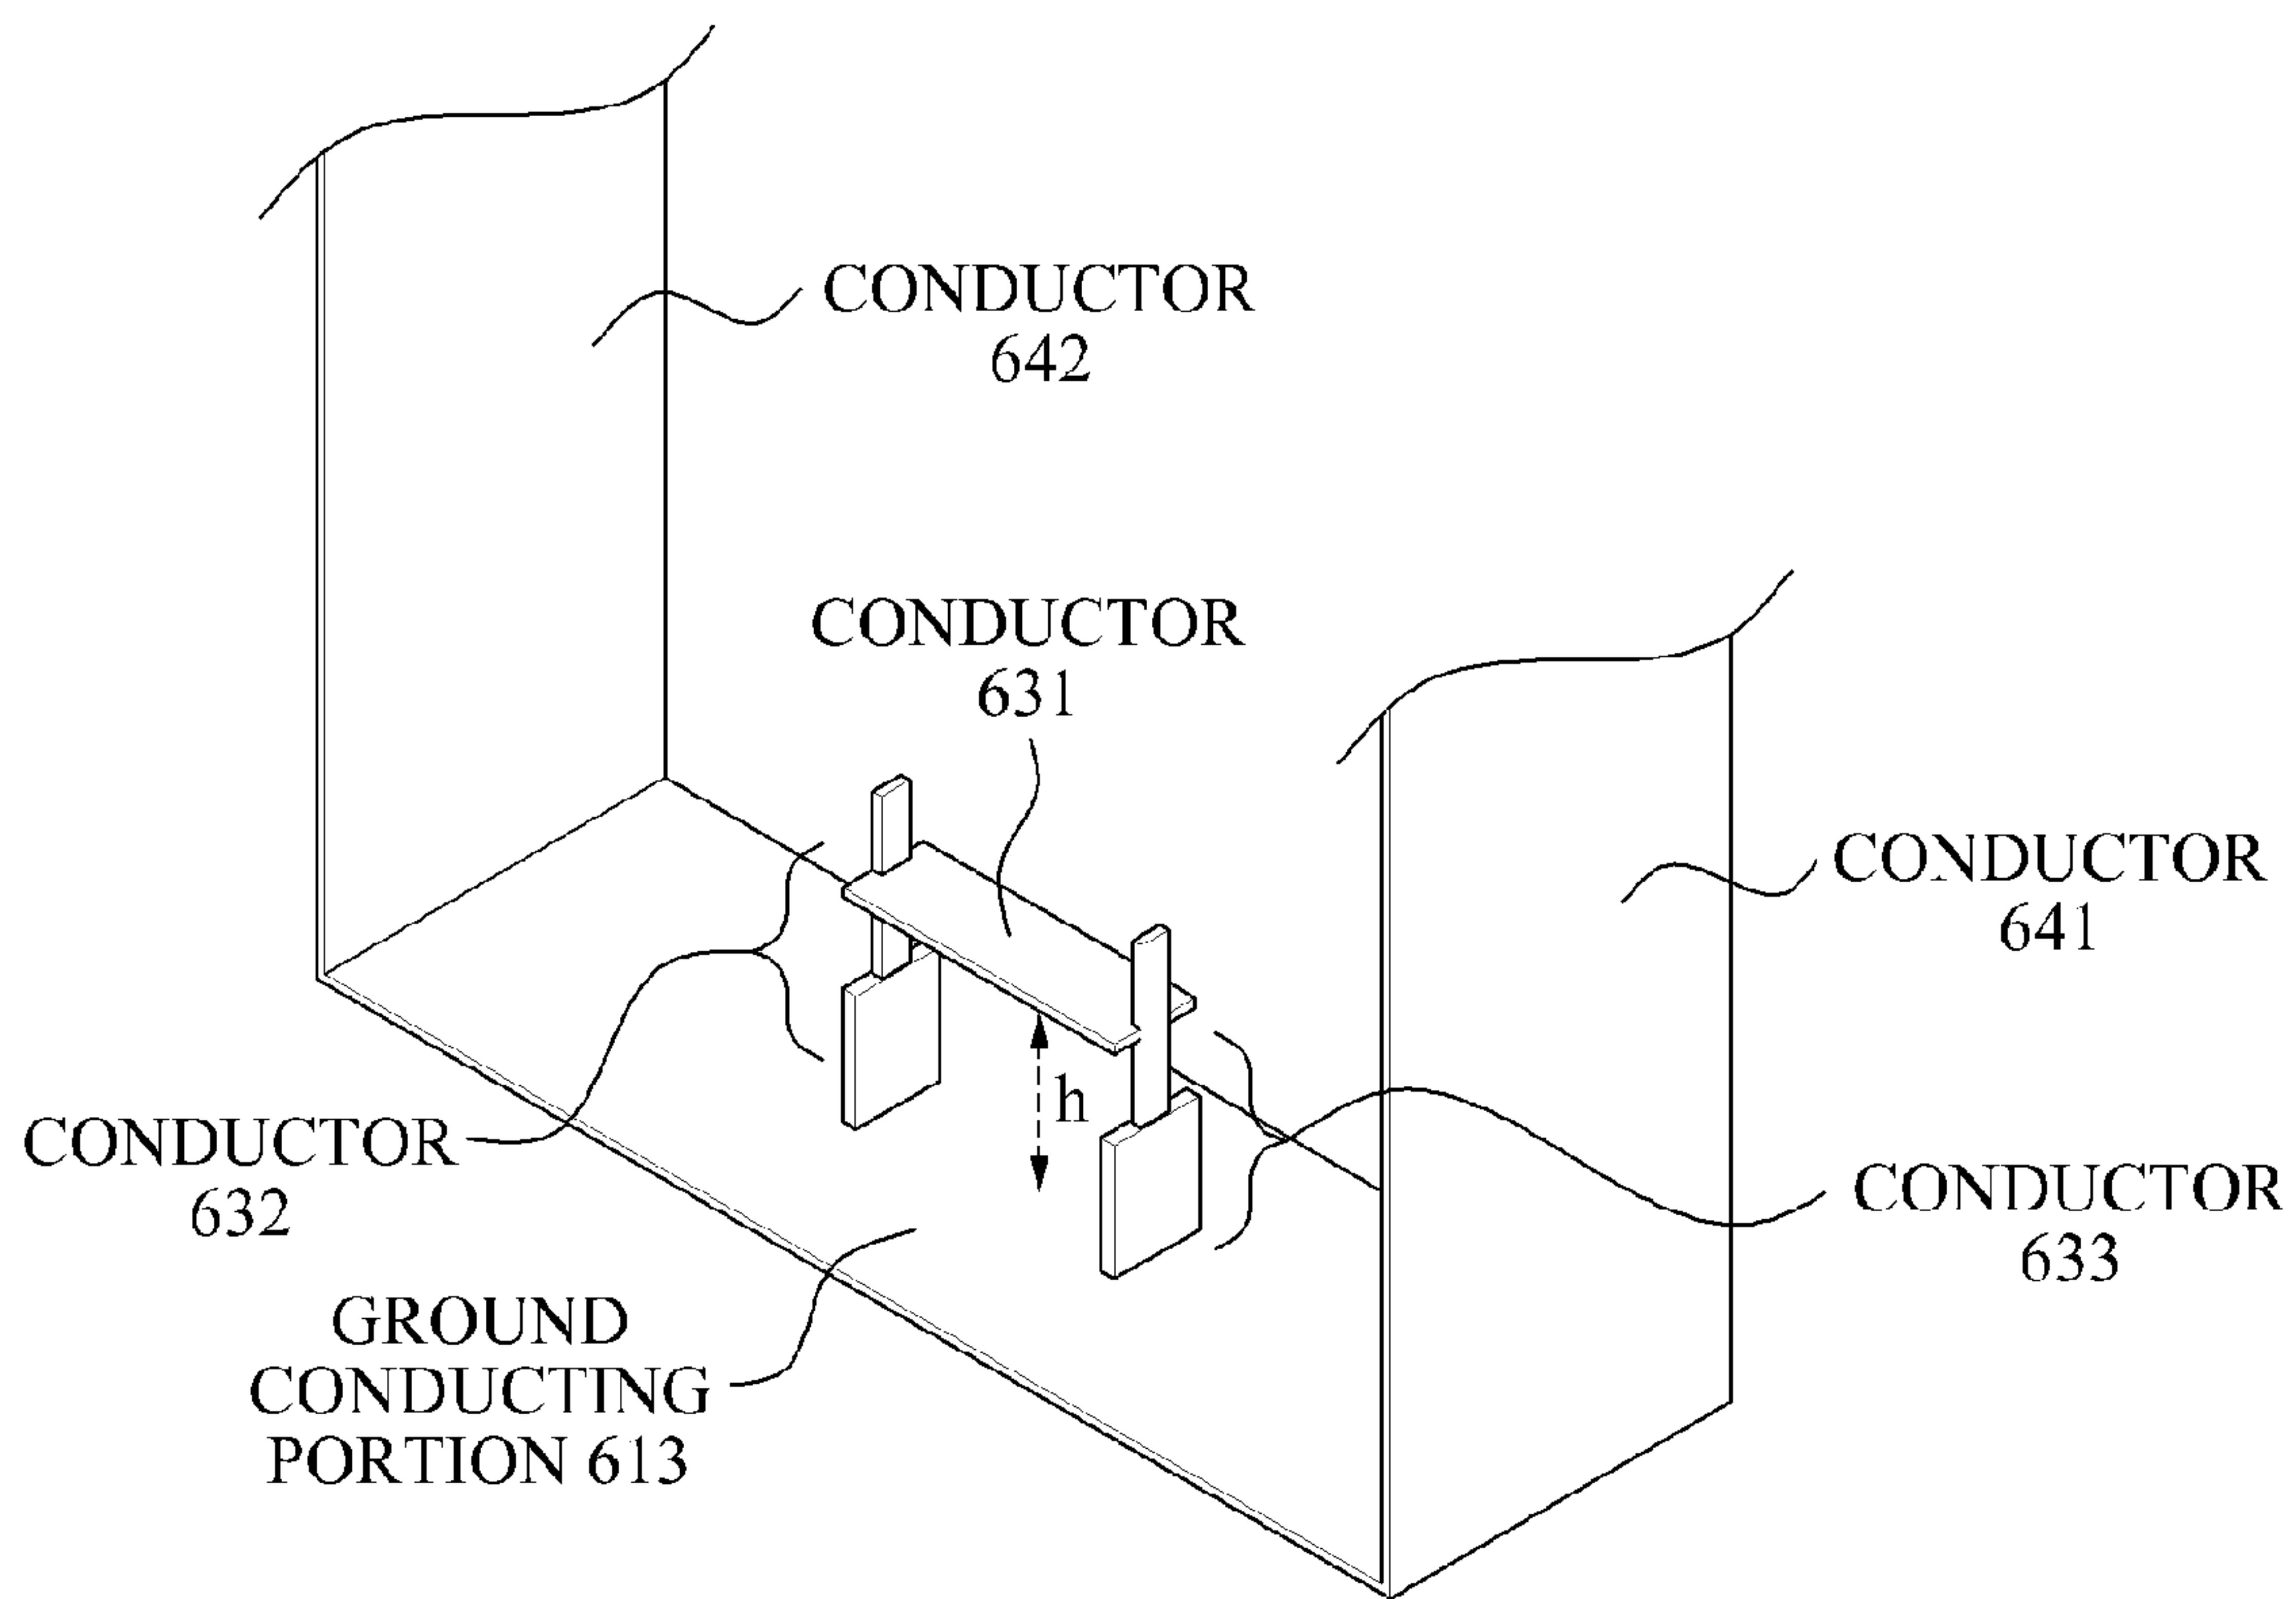 CONDUCTOR
642
CONDUCTOR
631
CONDUCTOR
641
h
CONDUCTOR
632
CONDUCTOR
633
GROUND
CONDUCTING
PORTION 613